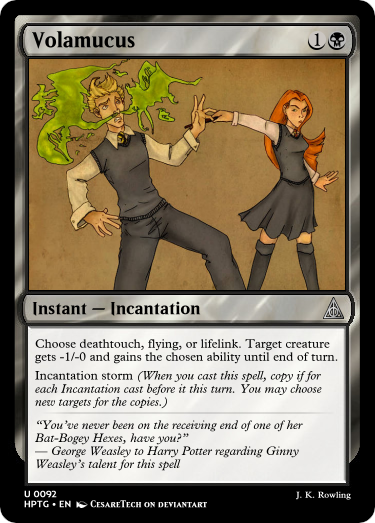 Volamucus 1
Instant — Incantation
Choose deathtouch, flying, or lifelink. Target creature
gets -1/-0 and gains the chosen ability until end of turn.
Incantation storm (When you cast this spell, copy if for
each Incantation cast before it this turn. You may choose
new targets for the copies.)
“You’ve never been on the receiving end of one of her
Bat-Bogey Hexes, have you?”
— George Weasley to Harry Potter regarding Ginny
Weasley’s talent for this spell
U 0092
HPTG • EN CesareTech on deviantart
J. K. Rowling